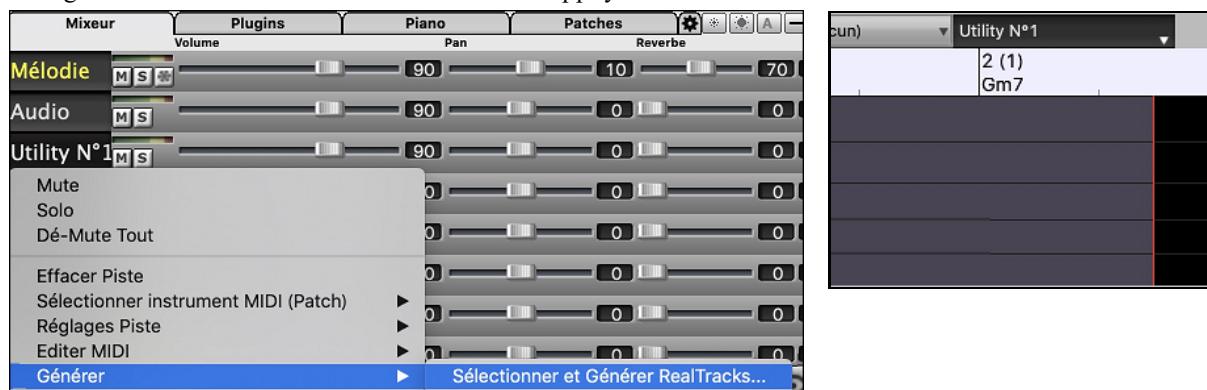 Mixeur Plugins Piano Patches A
Volume Pan Reverbe
Mélodie M S 90 10 70
Audio M S 90 0 0
Utility N°1 M S 90 0 0
Mute
Solo
Dé-Mute Tout
Effacer Piste
Sélectionner instrument MIDI (Patch)
Réglages Piste
Editer MIDI
Générer
Sélectionner et Générer RealTracks...
0 0
0 0
0 0
0 0
0
cun) Utility N°1
2 (1)
Gm7